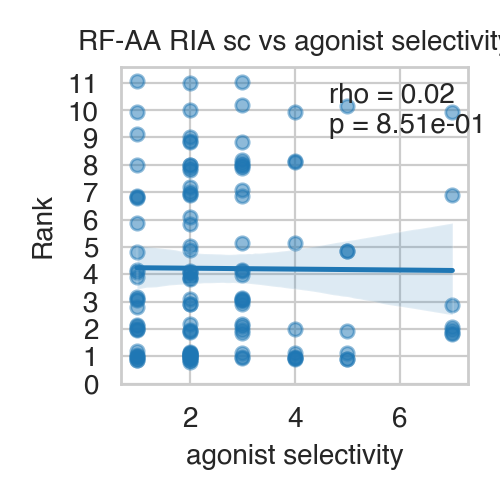 RF-AA RIA sc vs agonist selectivity
rho = 0.02
p = 8.51e-01
Rank
11
10
9
8
7
6
5
4
3
2
1
0
2 4 6
agonist selectivity